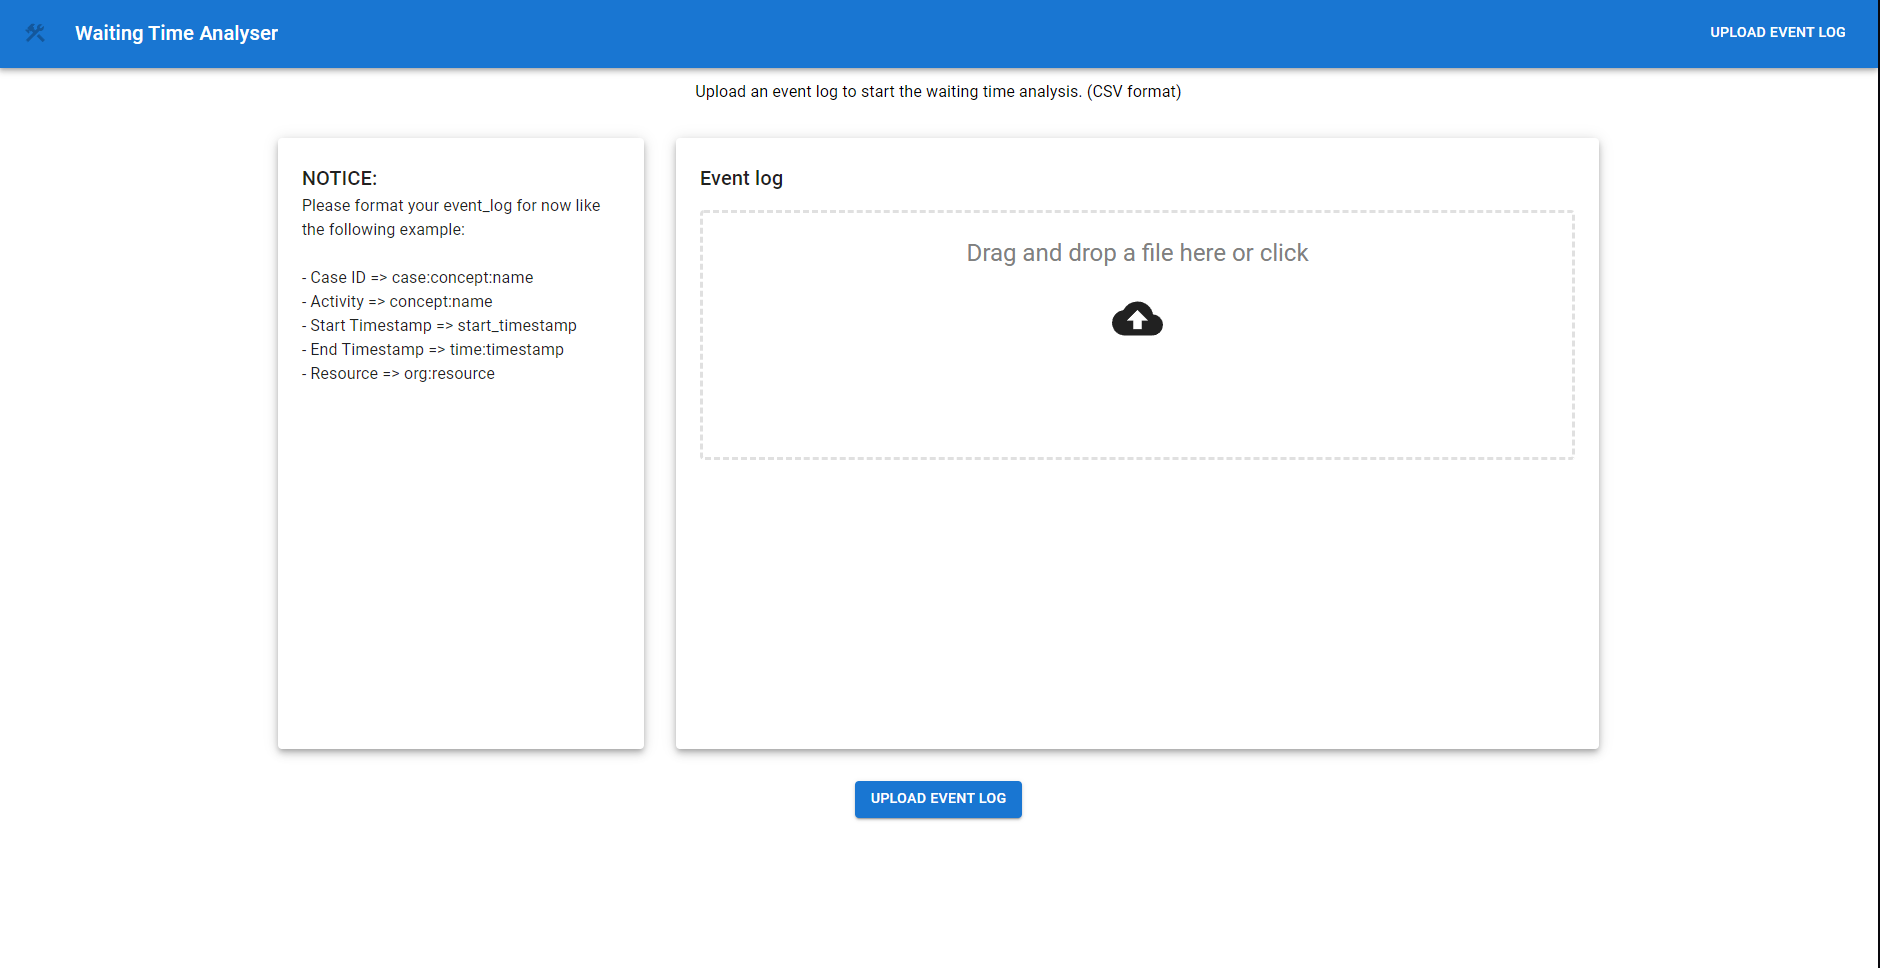 Waiting Time Analyser
UPLOAD EVENT LOG
Upload an event log to start the waiting time analysis. (CSV format)
NOTICE:
Please format your event_log for now like
the following example:
- Case ID => case:concept:name
- Activity => concept:name
- Start Timestamp => start_timestamp
- End Timestamp => time:timestamp
- Resource => org:resource
Event log
Drag and drop a file here or click
UPLOAD EVENT LOG